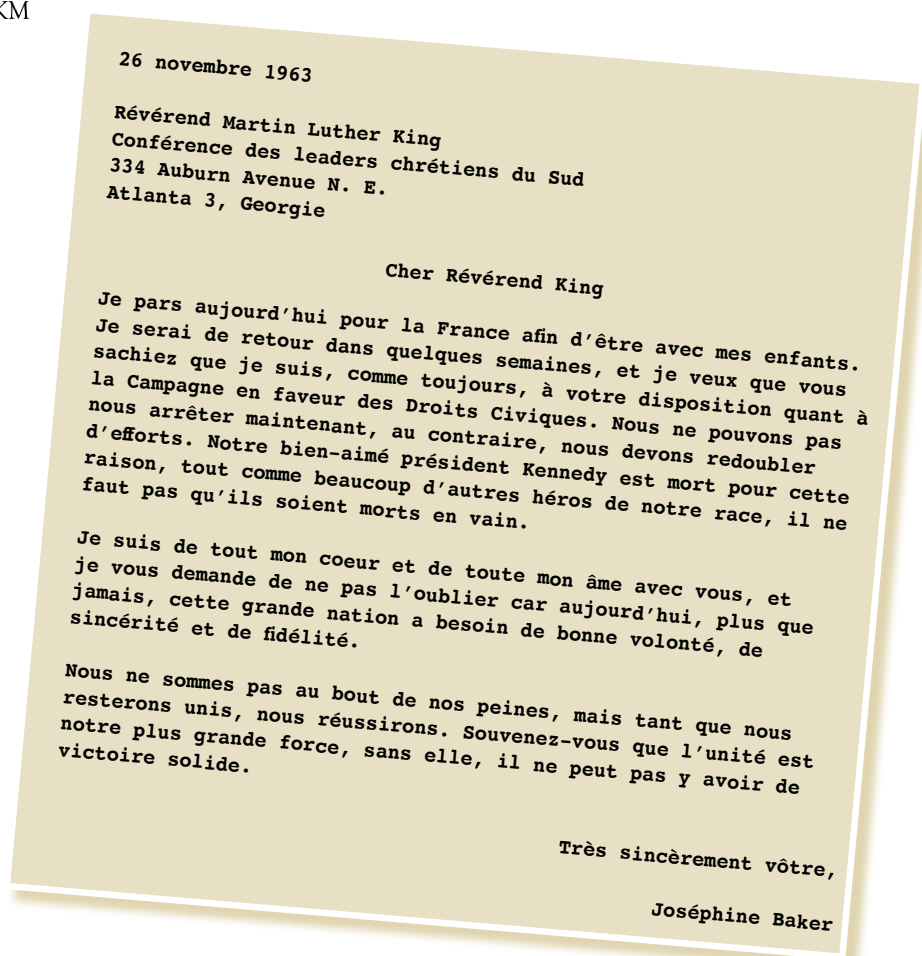 KM
26 novembre 1963
Révérend Martin Luther King
Conférence des leaders chrétiens du Sud
334 Auburn Avenue N. E.
Atlanta 3, Georgie
Cher Révérend King
Je pars aujourd'hui pour la France afin d'être avec mes enfants.
Je serai de retour dans quelques semaines, et je veux que vous
sachiez que je suis, comme toujours, à votre disposition quant à
la Campagne en faveur des Droits Civiques. Nous ne pouvons pas
nous arrêter maintenant, au contraire, nous devons redoubler
d'efforts. Notre bien-aimé président Kennedy est mort pour cette
raison, tout comme beaucoup d'autres héros de notre race, il ne
faut pas qu'ils soient morts en vain.
Je suis de tout mon coeur et de toute mon âme avec vous, et
je vous demande de ne pas l'oublier car aujourd'hui, plus que
jamais, cette grande nation a besoin de bonne volonté, de
sincérité et de fidélité.
Nous ne sommes pas au bout de nos peines, mais tant que nous
resterons unis, nous réussirons. Souvenez-vous que l'unité est
notre plus grande force, sans elle, il ne peut pas y avoir de
victoire solide.
Très sincèrement vôtre,
Joséphine Baker